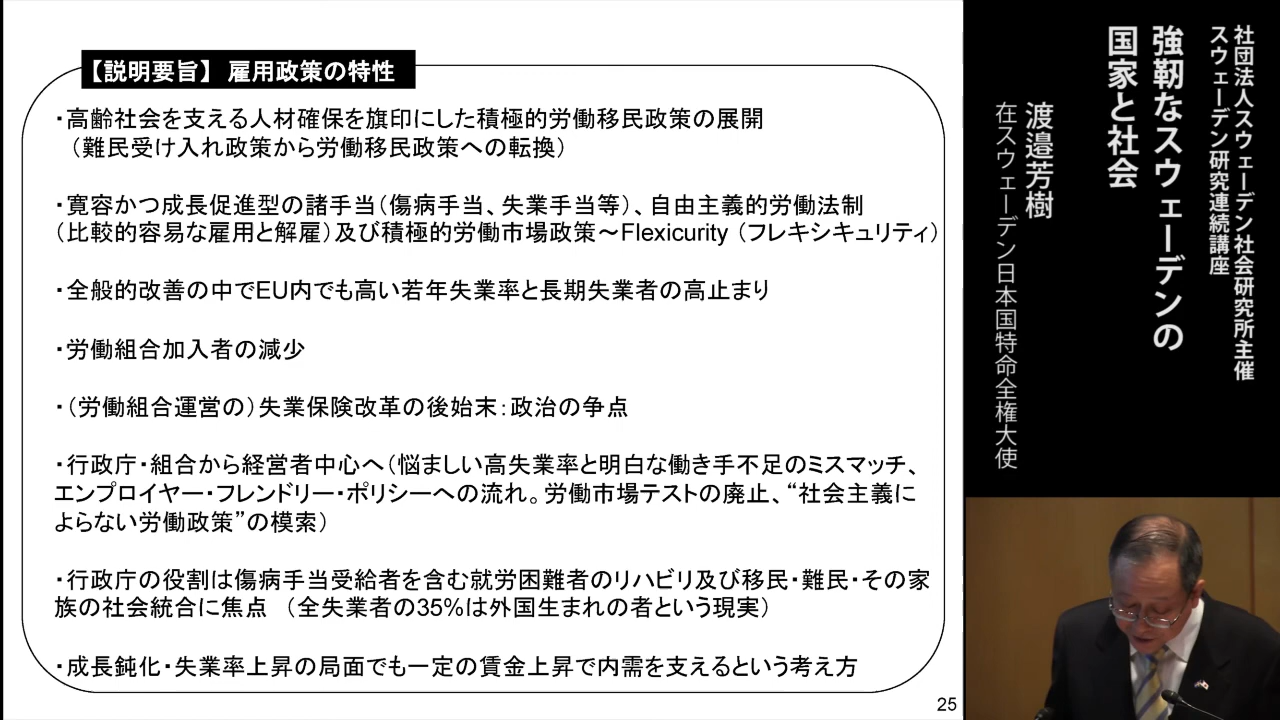 【説明要旨】 雇用政策の特性
・高齢社会を支える人材確保を旗印にした積極的労働移民政策の展開
（難民受け入れ政策から労働移民政策への転換）
・寛容かつ成長促進型の諸手当（傷病手当、失業手当等）、自由主義的労働法制
（比較的容易な雇用と解雇）及び積極的労働市場政策～Flexicurity（フレキシキュリティ）
・全般的改善の中でEU内でも高い若年失業率と長期失業者の高止まり
・労働組合加入者の減少
・（労働組合運営の）失業保険改革の後始末：政治の争点
・行政庁・組合から経営者中心へ（悩ましい高失業率と明白な働き手不足のミスマッチ、
エンプロイヤー・フレンドリー・ポリシーへの流れ。労働市場テストの廃止、“社会主義に
よらない労働政策”の模索）
・行政庁の役割は傷病手当受給者を含む就労困難者のリハビリ及び移民・難民・その家
族の社会統合に焦点 （全失業者の35%は外国生まれの者という現実）
・成長鈍化・失業率上昇の局面でも一定の賃金上昇で内需を支えるという考え方
25
社団法人スウェーデン社会研究所主催
スウェーデン研究連続講座
強靭なスウェーデンの
国家と社会
渡邉芳樹
在スウェーデン日本国特命全権大使